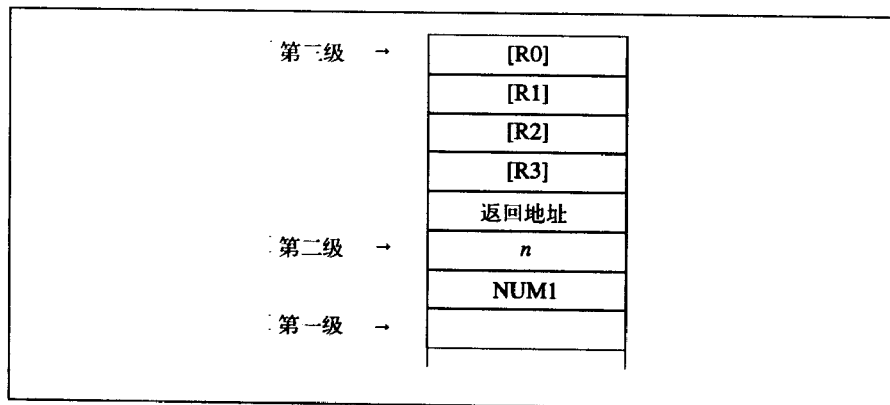 第三级 → [R0]
[R1]
[R2]
[R3]
返回地址
第二级 → n
NUM1
第一级 →